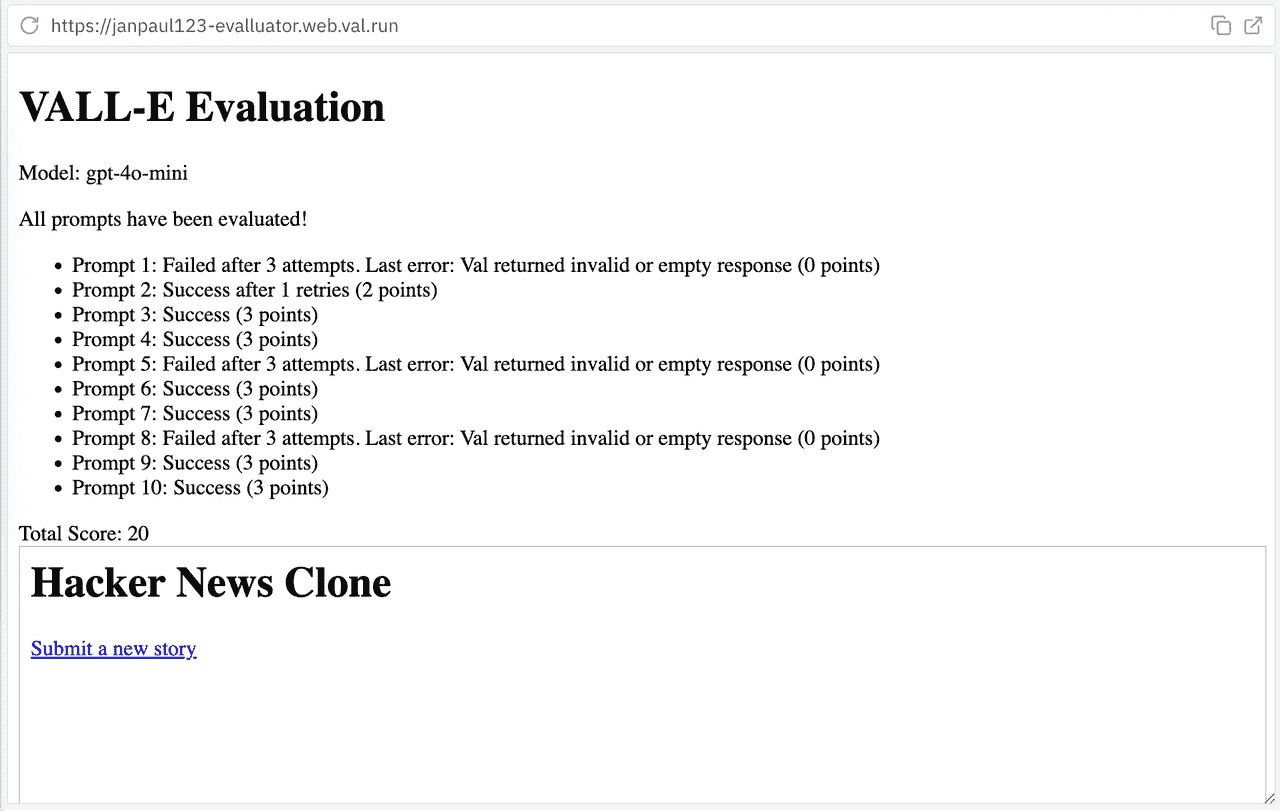 https://janpaul123-evalluator.web.val.run
VALL-E Evaluation
Model: gpt-4o-mini
All prompts have been evaluated!
• Prompt 1: Failed after 3 attempts. Last error: Val returned invalid or empty response (0 points)
• Prompt 2: Success after 1 retries (2 points)
• Prompt 3: Success (3 points)
• Prompt 4: Success (3 points)
• Prompt 5: Failed after 3 attempts. Last error: Val returned invalid or empty response (0 points)
• Prompt 6: Success (3 points)
• Prompt 7: Success (3 points)
• Prompt 8: Failed after 3 attempts. Last error: Val returned invalid or empty response (0 points)
• Prompt 9: Success (3 points)
• Prompt 10: Success (3 points)
Total Score: 20
Hacker News Clone
Submit a new story